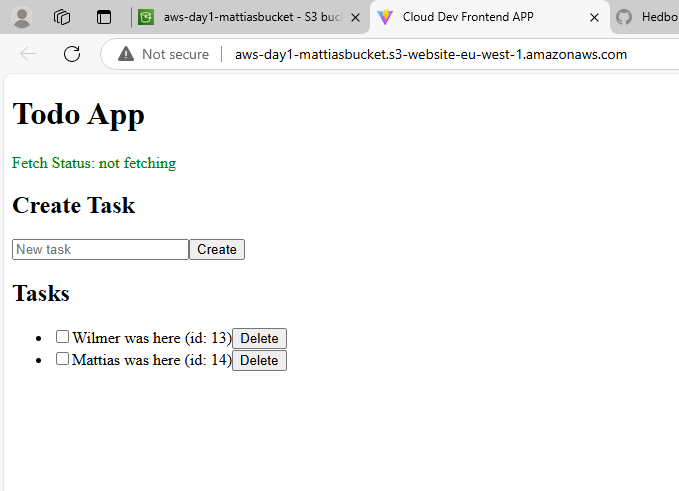 aws-day1-mattiasbucket - S3 buc
Cloud Dev Frontend APP
Hedbo
Not secure
aws-day1-mattiasbucket.s3-website-eu-west-1.amazonaws.com
Todo App
Fetch Status: not fetching
Create Task
New task Create
Tasks
Wilmer was here (id: 13) Delete
Mattias was here (id: 14) Delete